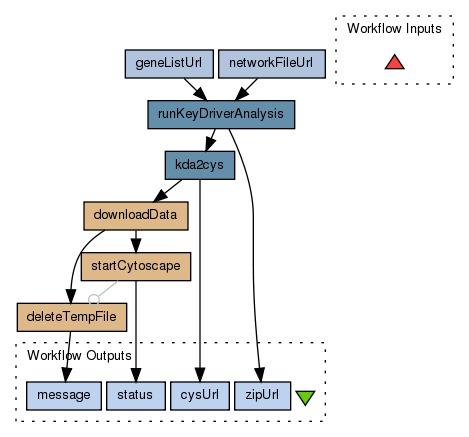 Workflow Inputs
geneListUrl
networkFileUrl
runKeyDriverAnalysis
kda2cys
downloadData
startCytoscape
deleteTempFile
Workflow Outputs
message
status
cysUrl
zipUrl